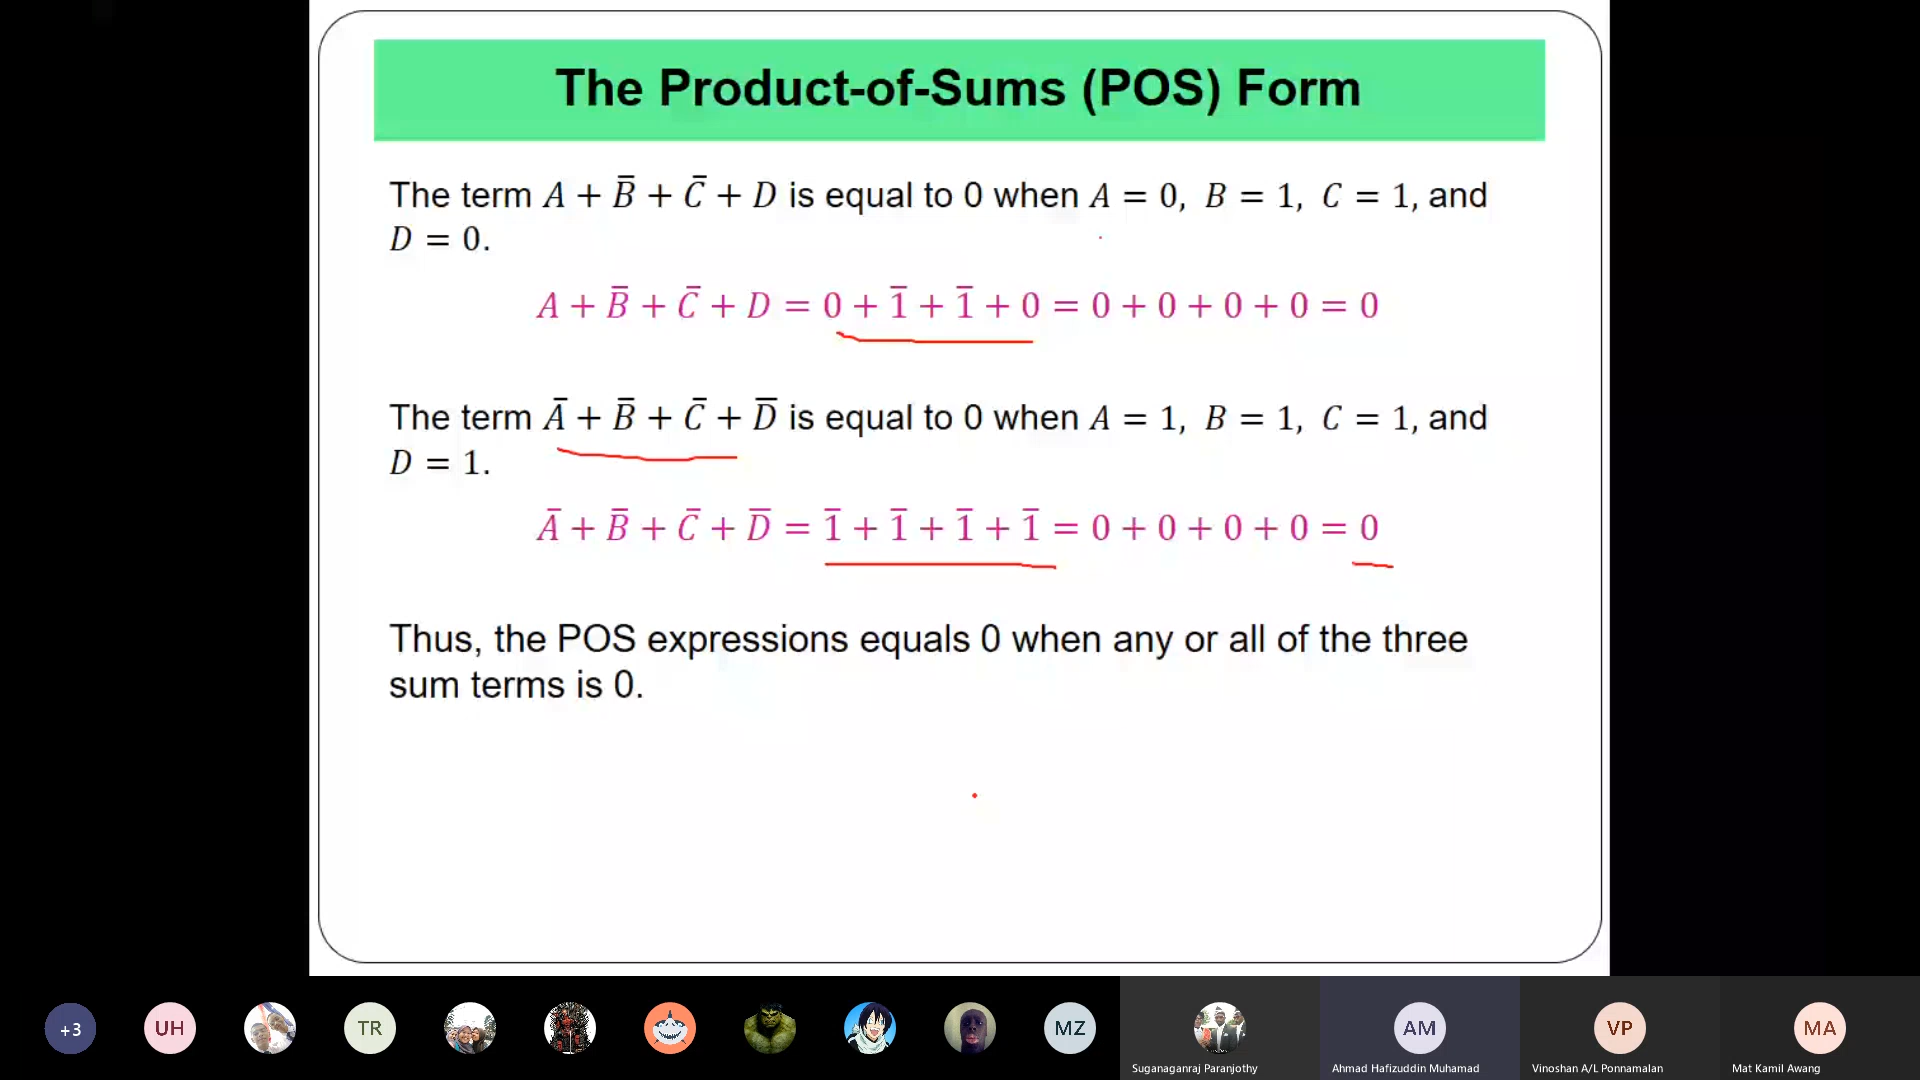 The Product-of-Sums (POS) Form
The term A + B̅ + C̅ + D is equal to 0 when A = 0, B = 1, C = 1, and
D = 0.
A + B̅ + C̅ + D = 0 + 1̅ + 1̅ + 0 = 0 + 0 + 0 + 0 = 0
The term A̅ + B̅ + C̅ + D̅ is equal to 0 when A = 1, B = 1, C = 1, and
D = 1.
A̅ + B̅ + C̅ + D̅ = 1̅ + 1̅ + 1̅ + 1̅ = 0 + 0 + 0 + 0 = 0
Thus, the POS expressions equals 0 when any or all of the three
sum terms is 0.
+3 UH TR MZ AM VP MA
Suganaganraj Paranjothy Ahmad Hafizuddin Muhamad Vinoshan A/L Ponnamalan Mat Kamil Awang